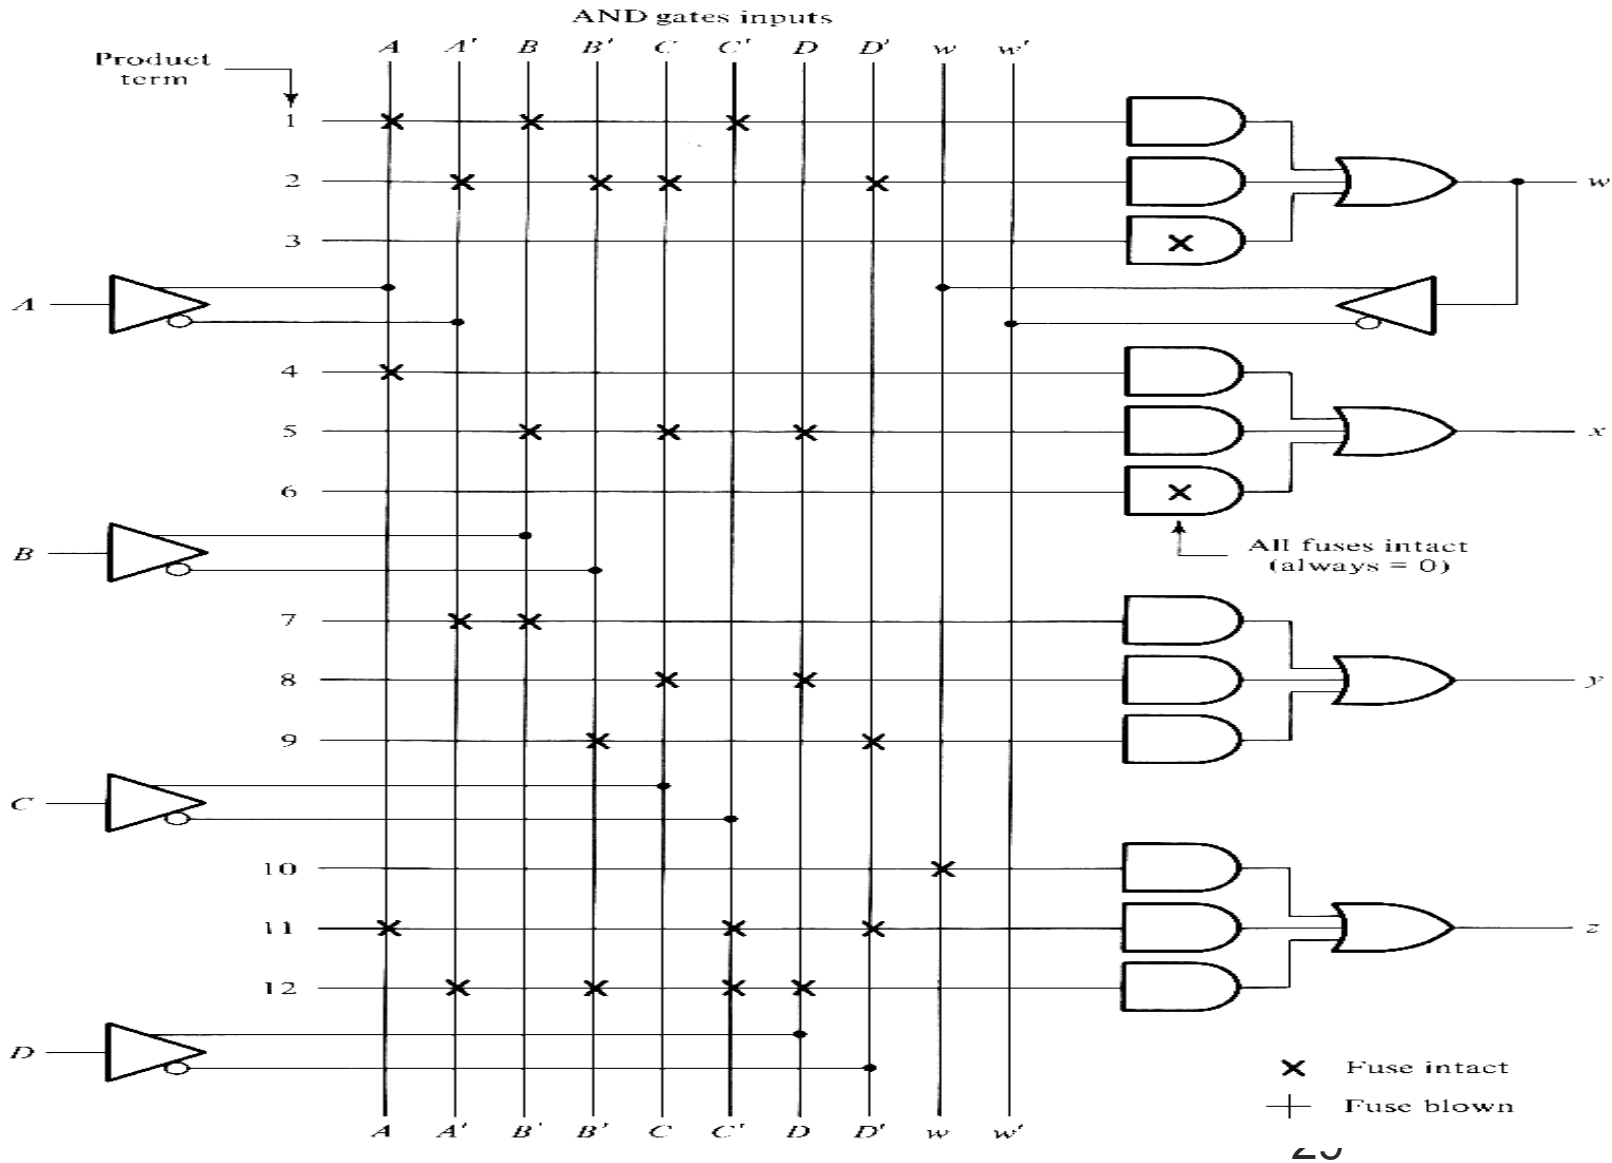 AND gates inputs
A A' B B' C C' D D' w w'
Product
term
1
2
w
3
A
4
5
x
6
All fuses intact
(always = 0)
B
7
8
y
9
C
10
11
z
12
D
Fuse intact
Fuse blown
A A' B' B' C C' D D' w w'